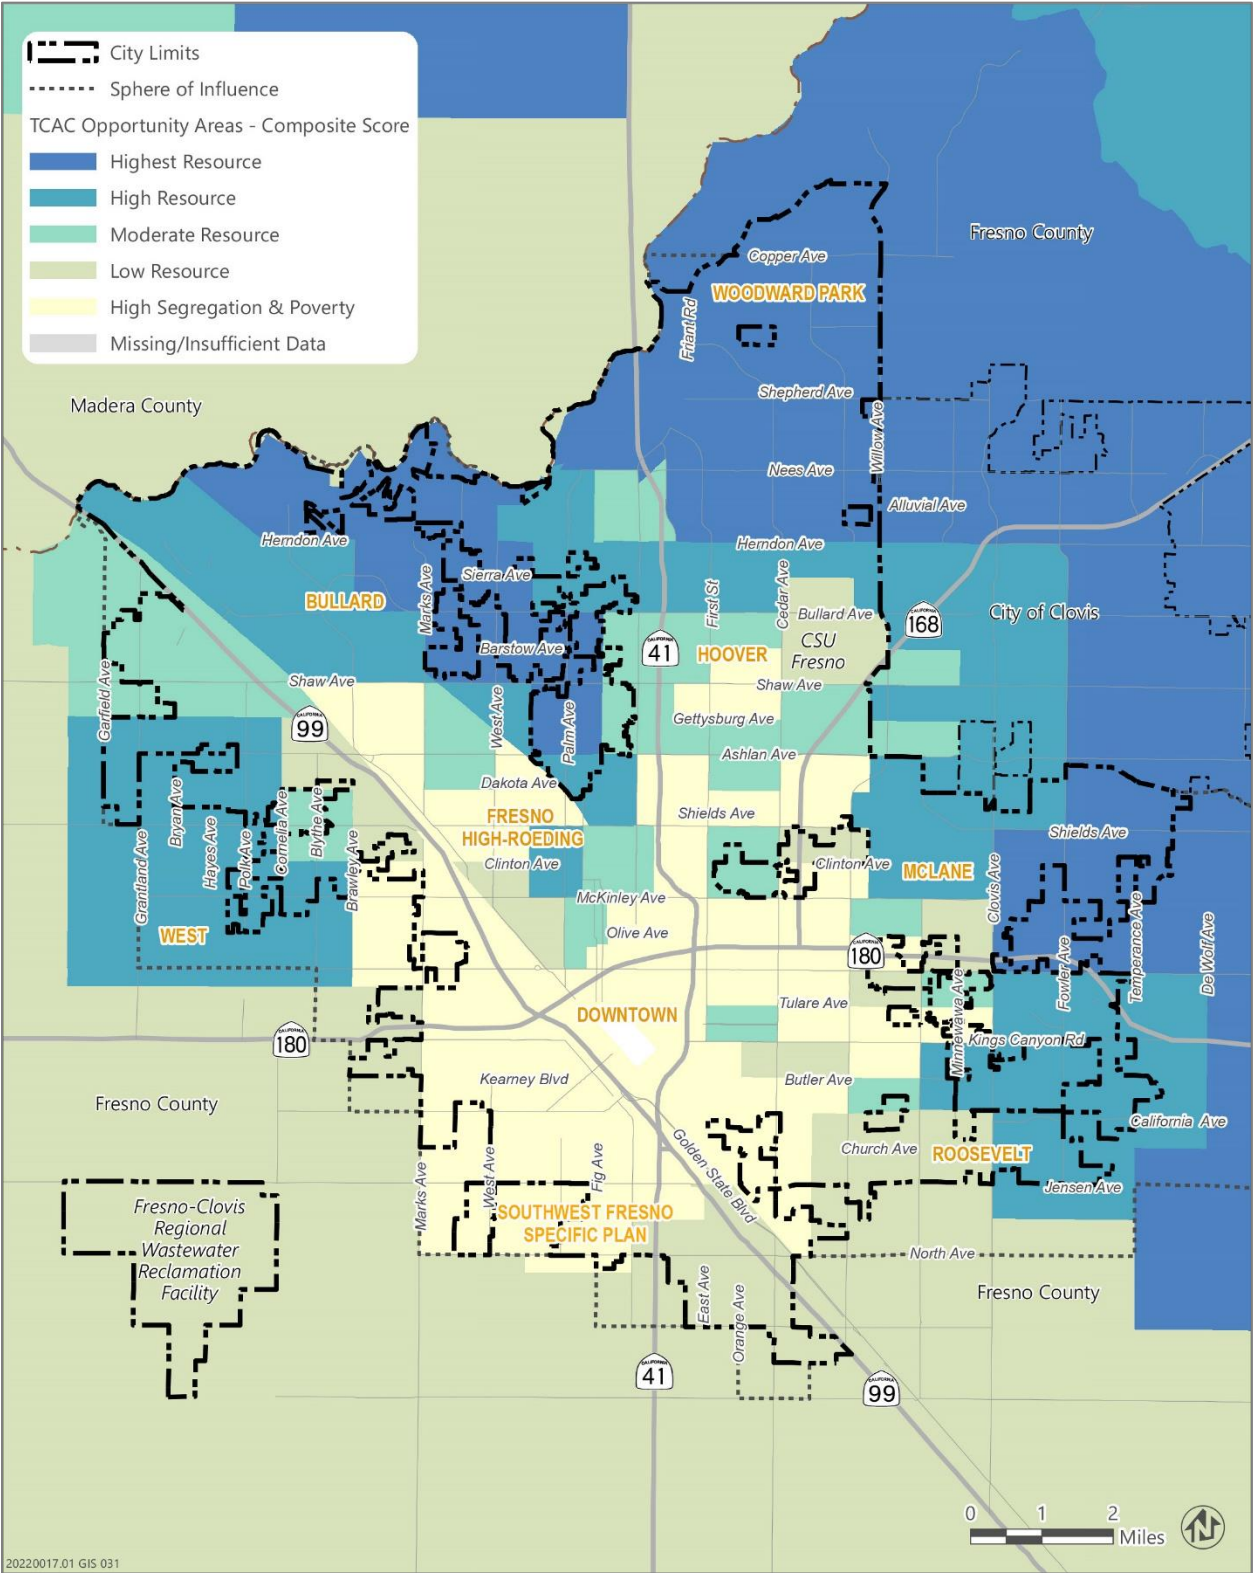 City Limits
Sphere of Influence
TCAC Opportunity Areas - Composite Score
Highest Resource
High Resource
Moderate Resource
Low Resource
High Segregation & Poverty
Missing/Insufficient Data
Fresno County
Copper Ave
WOODWARD PARK
Friant Rd
Madera County
Shepherd Ave
Willow Ave
Nees Ave
Alluvial Ave
Herndon Ave
Herndon Ave
Sierra Ave
Marks Ave
BULLARD
First St
Cedar Ave
Bullard Ave
CALIFORNIA
168
City of Clovis
CALIFORNIA
41
HOOVER
CSU
Fresno
Barstow Ave
Garfield Ave
Shaw Ave
Shaw Ave
CALIFORNIA
99
West Ave
Palm Ave
Gettysburg Ave
Ashlan Ave
Dakota Ave
Bryan Ave
Hayes Ave
Polk Ave
Cornelia Ave
Blythe Ave
Brawley Ave
Grantland Ave
FRESNO
HIGH-ROEDING
Shields Ave
Shields Ave
Clinton Ave
Clinton Ave
MCLANE
Clovis Ave
McKinley Ave
WEST
Olive Ave
CALIFORNIA
180
Fowler Ave
Temperance Ave
De Wolf Ave
DOWNTOWN
Tulare Ave
Minnewawa Ave
Kings Canyon Rd
CALIFORNIA
180
Kearney Blvd
Butler Ave
Fresno County
California Ave
Church Ave
ROOSEVELT
Marks Ave
West Ave
Fig Ave
Golden State Blvd
Jensen Ave
Fresno-Clovis
Regional
Wastewater
Reclamation
Facility
SOUTHWEST FRESNO
SPECIFIC PLAN
North Ave
East Ave
Orange Ave
Fresno County
CALIFORNIA
41
CALIFORNIA
99
0 1 2
Miles
N
20220017.01 GIS 031